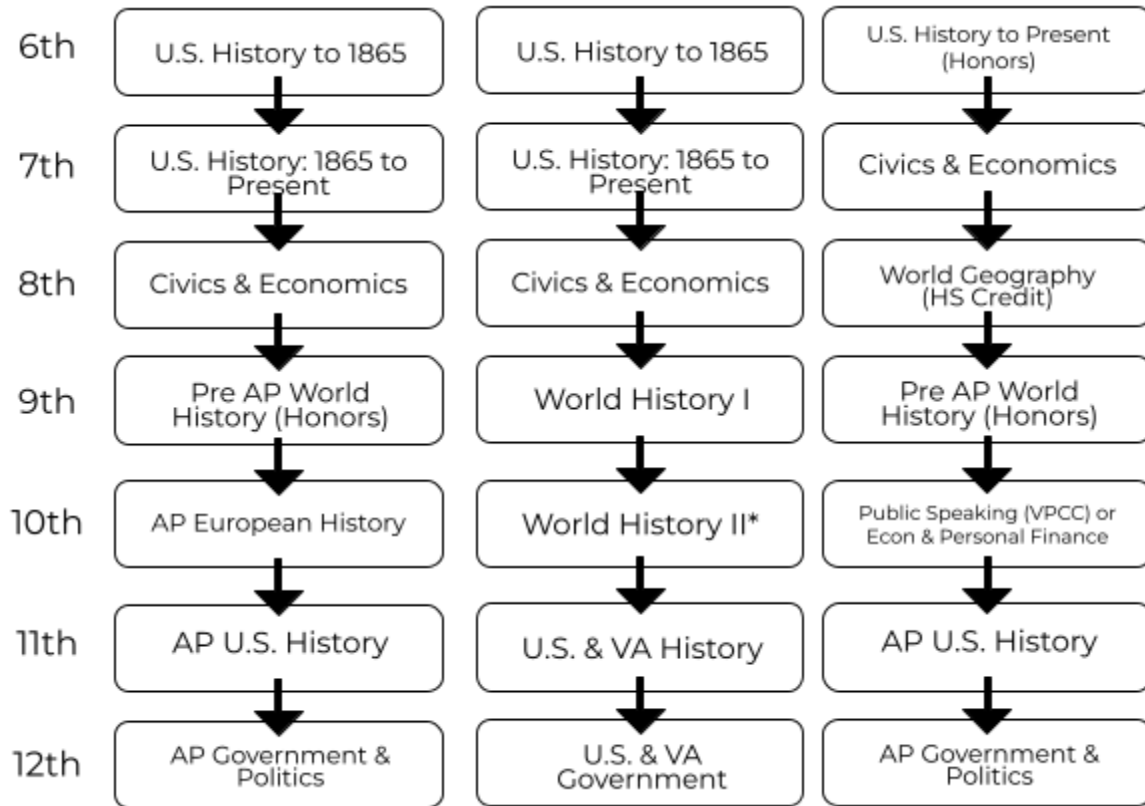 6th
U.S. History to 1865
U.S. History to 1865
U.S. History to Present
(Honors)
7th
U.S. History: 1865 to
Present
U.S. History: 1865 to
Present
Civics & Economics
8th
Civics & Economics
Civics & Economics
World Geography
(HS Credit)
9th
Pre AP World
History (Honors)
World History I
Pre AP World
History (Honors)
10th
AP European History
World History II*
Public Speaking (VPCC) or
Econ & Personal Finance
11th
AP U.S. History
U.S. & VA History
AP U.S. History
12th
AP Government &
Politics
U.S. & VA
Government
AP Government &
Politics